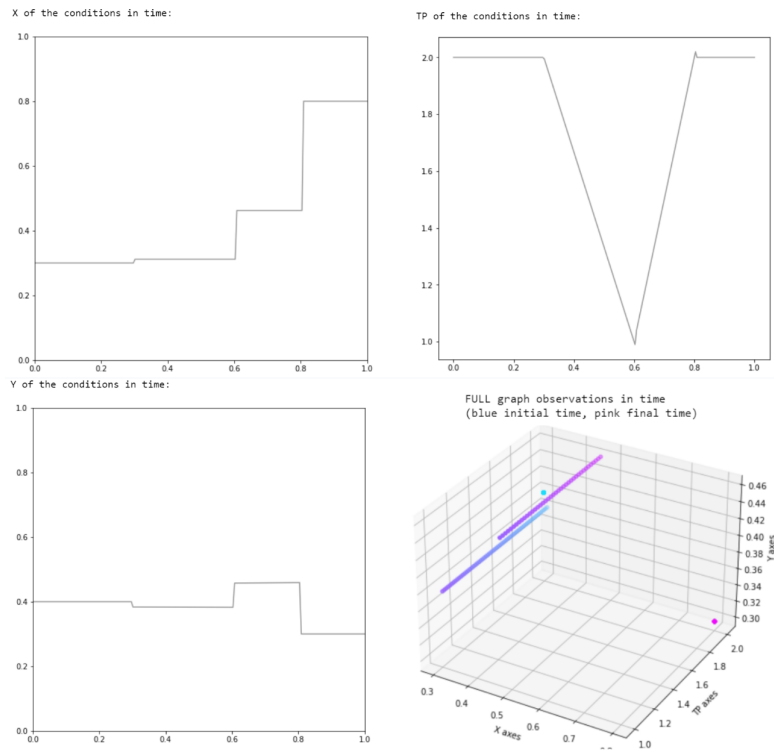 X of the conditions in time:
1.0
0.8
0.6
0.4
0.2
0.0
0.0 0.2 0.4 0.6 0.8 1.0
TP of the conditions in time:
2.0
1.8
1.6
1.4
1.2
1.0
0.0 0.2 0.4 0.6 0.8 1.0
Y of the conditions in time:
1.0
0.8
0.6
0.4
0.2
0.0
0.0 0.2 0.4 0.6 0.8 1.0
FULL graph observations in time
(blue initial time, pink final time)
0.46
0.44
0.42
0.40
0.38
0.36
0.34
0.32
0.30
Y axes
2.0
1.8
1.6
1.4
1.2
1.0
TP axes
0.3 0.4 0.5 0.6 0.7
X axes